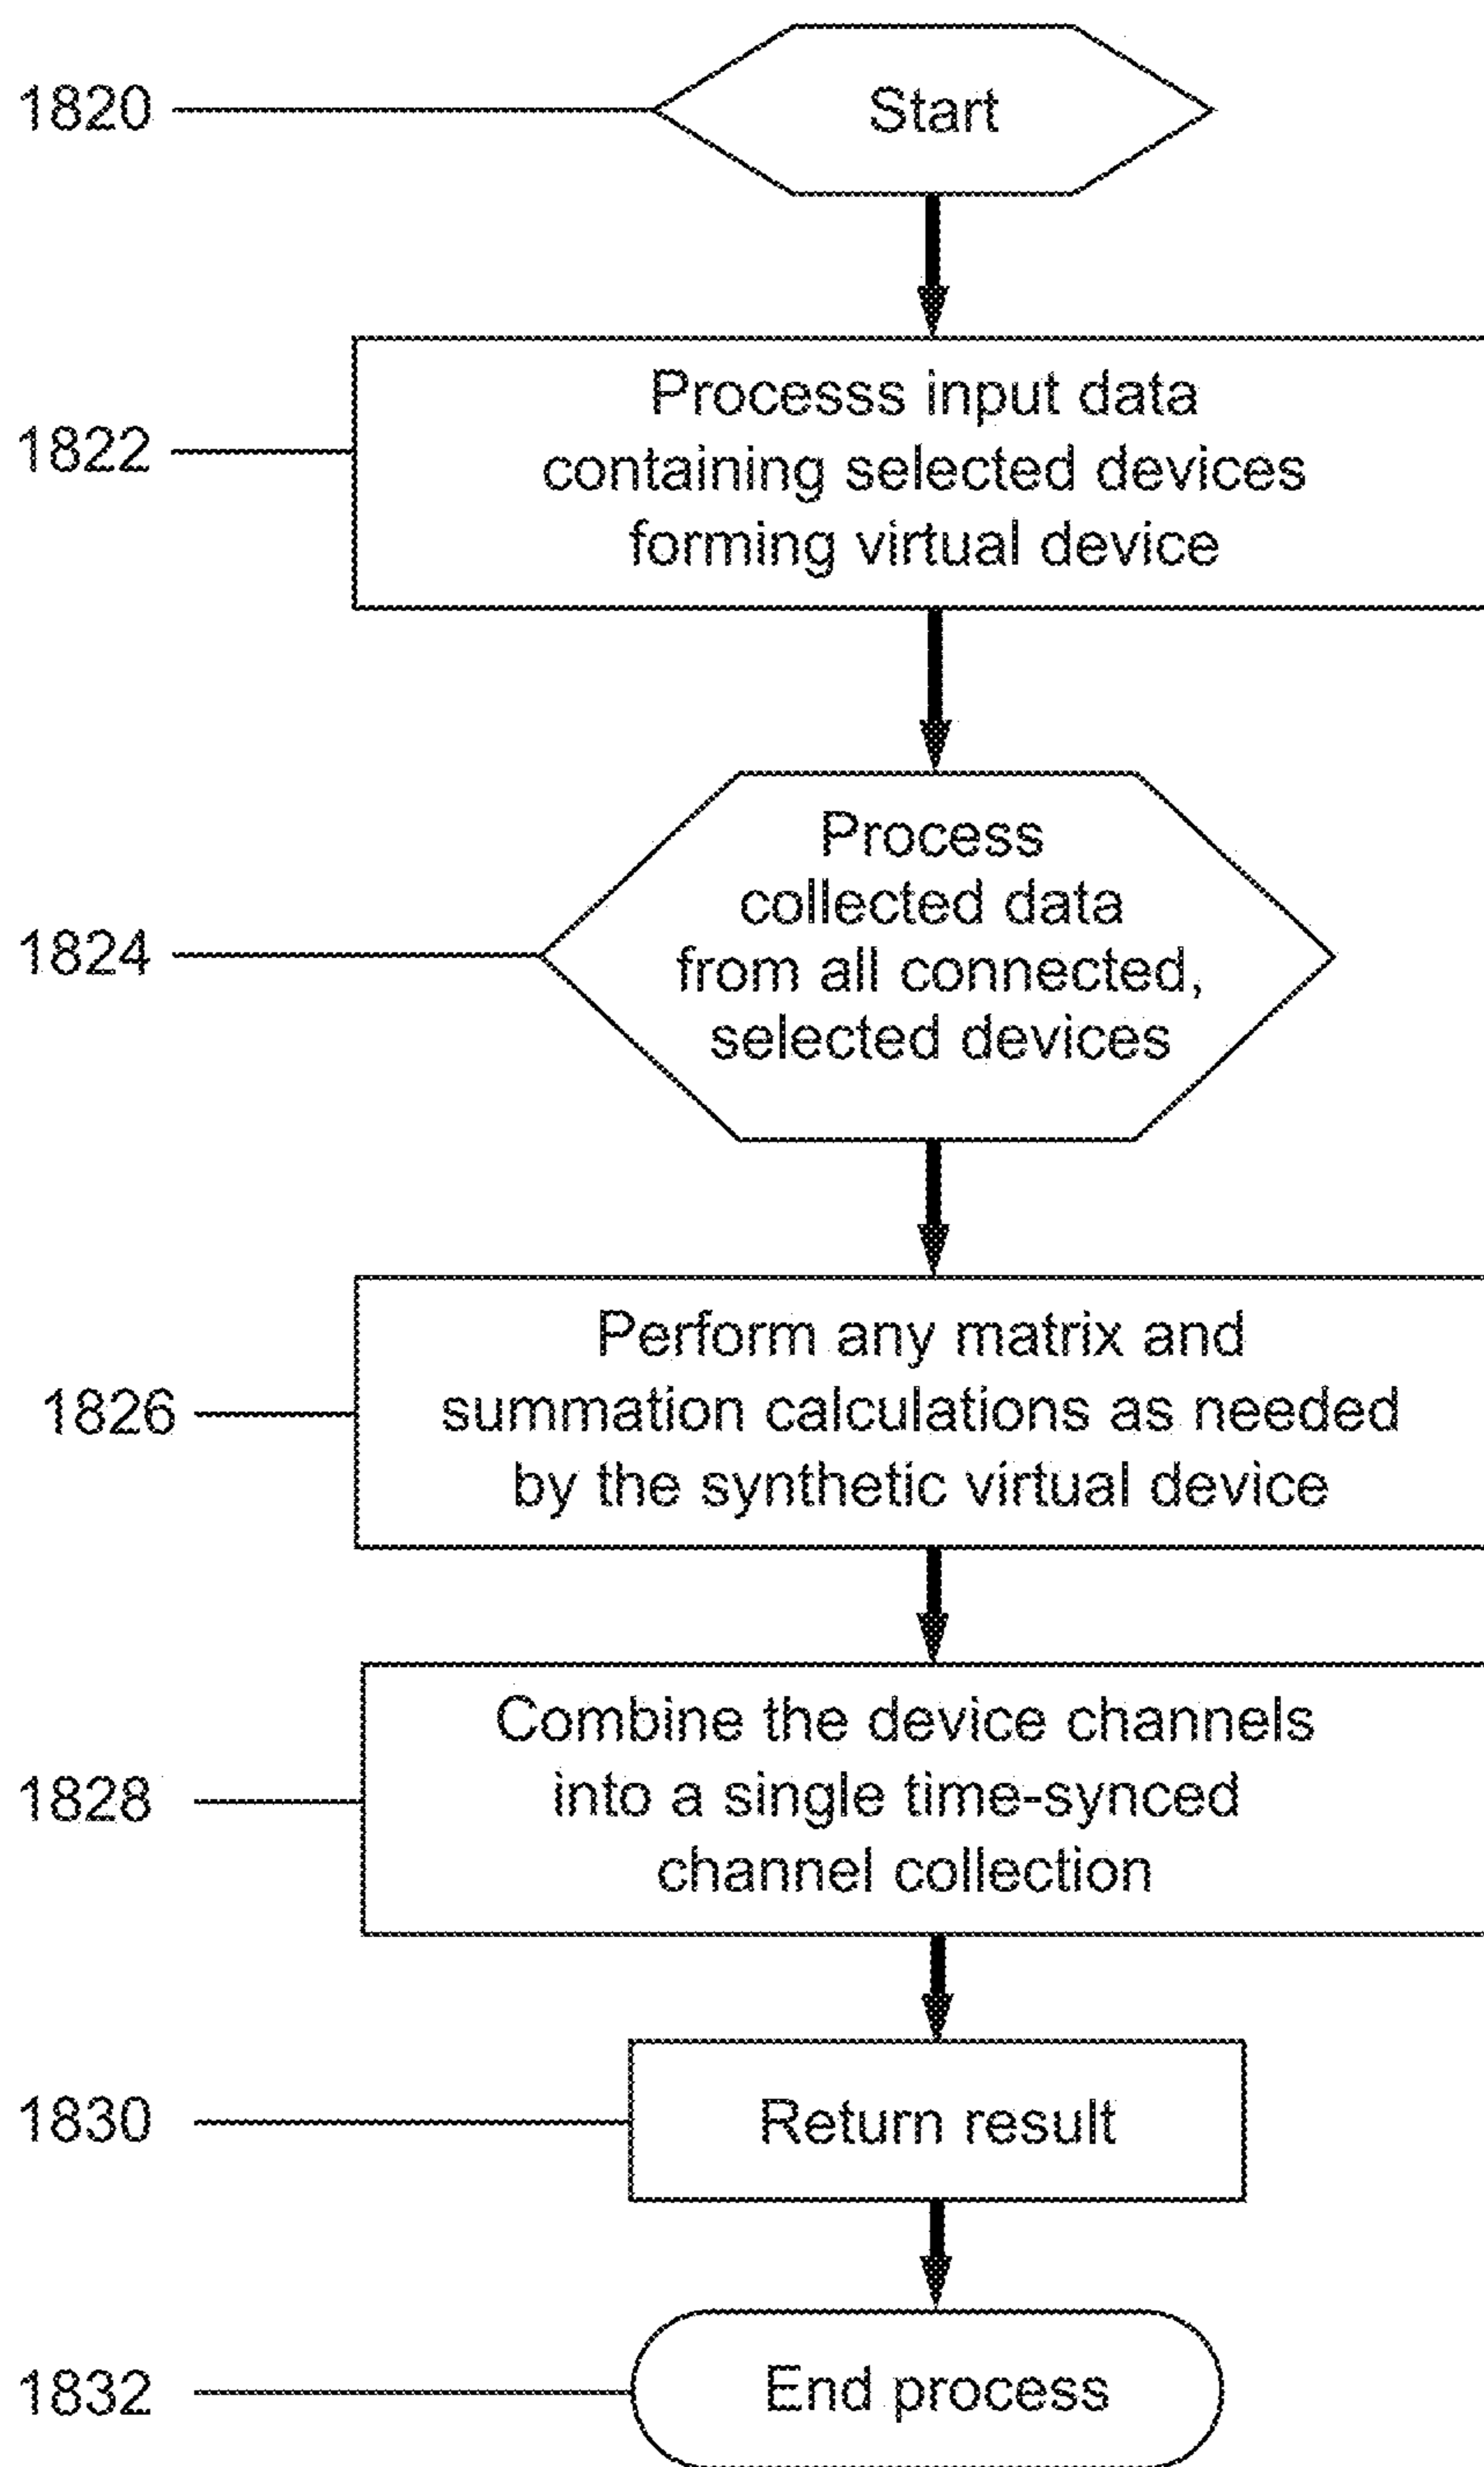 1820
Start
1822
Processs input data
containing selected devices
forming virtual device
1824
Process
collected data
from all connected,
selected devices
1826
Perform any matrix and
summation calculations as needed
by the synthetic virtual device
1828
Combine the device channels
into a single time-synced
channel collection
1830
Return result
1832
End process